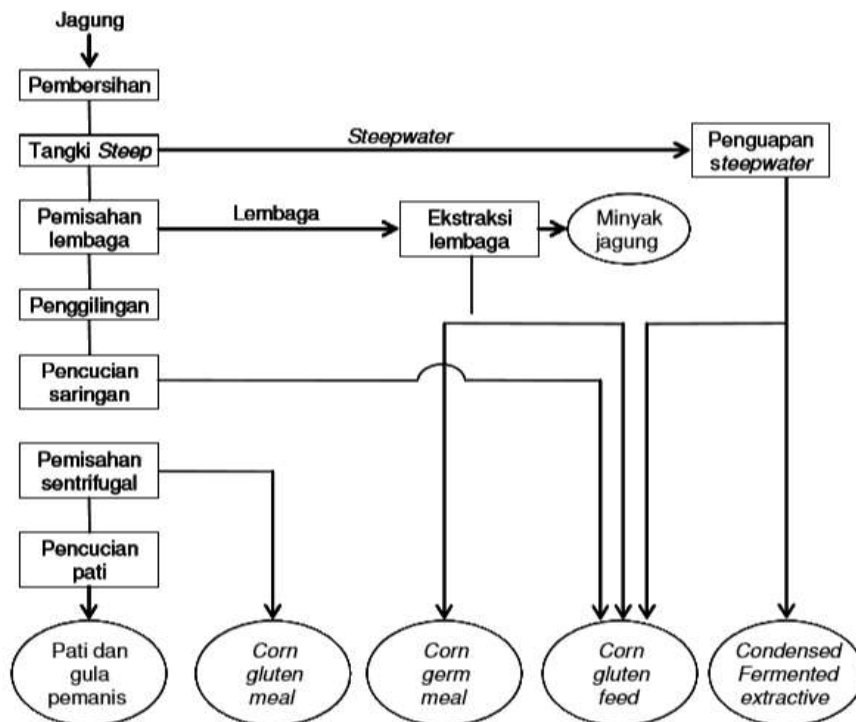 Jagung
Pembersihan
Steepwater
Tangki Steep
Penguapan
steepwater
Pemisahan
lembaga
Lembaga
Ekstraksi
lembaga
Minyak
jagung
Penggilingan
Pencucian
saringan
Pemisahan
sentrifugal
Pencucian
pati
Pati dan
gula
pemanis
Corn
gluten
meal
Corn
germ
meal
Corn
gluten
feed
Condensed
Fermented
extractive